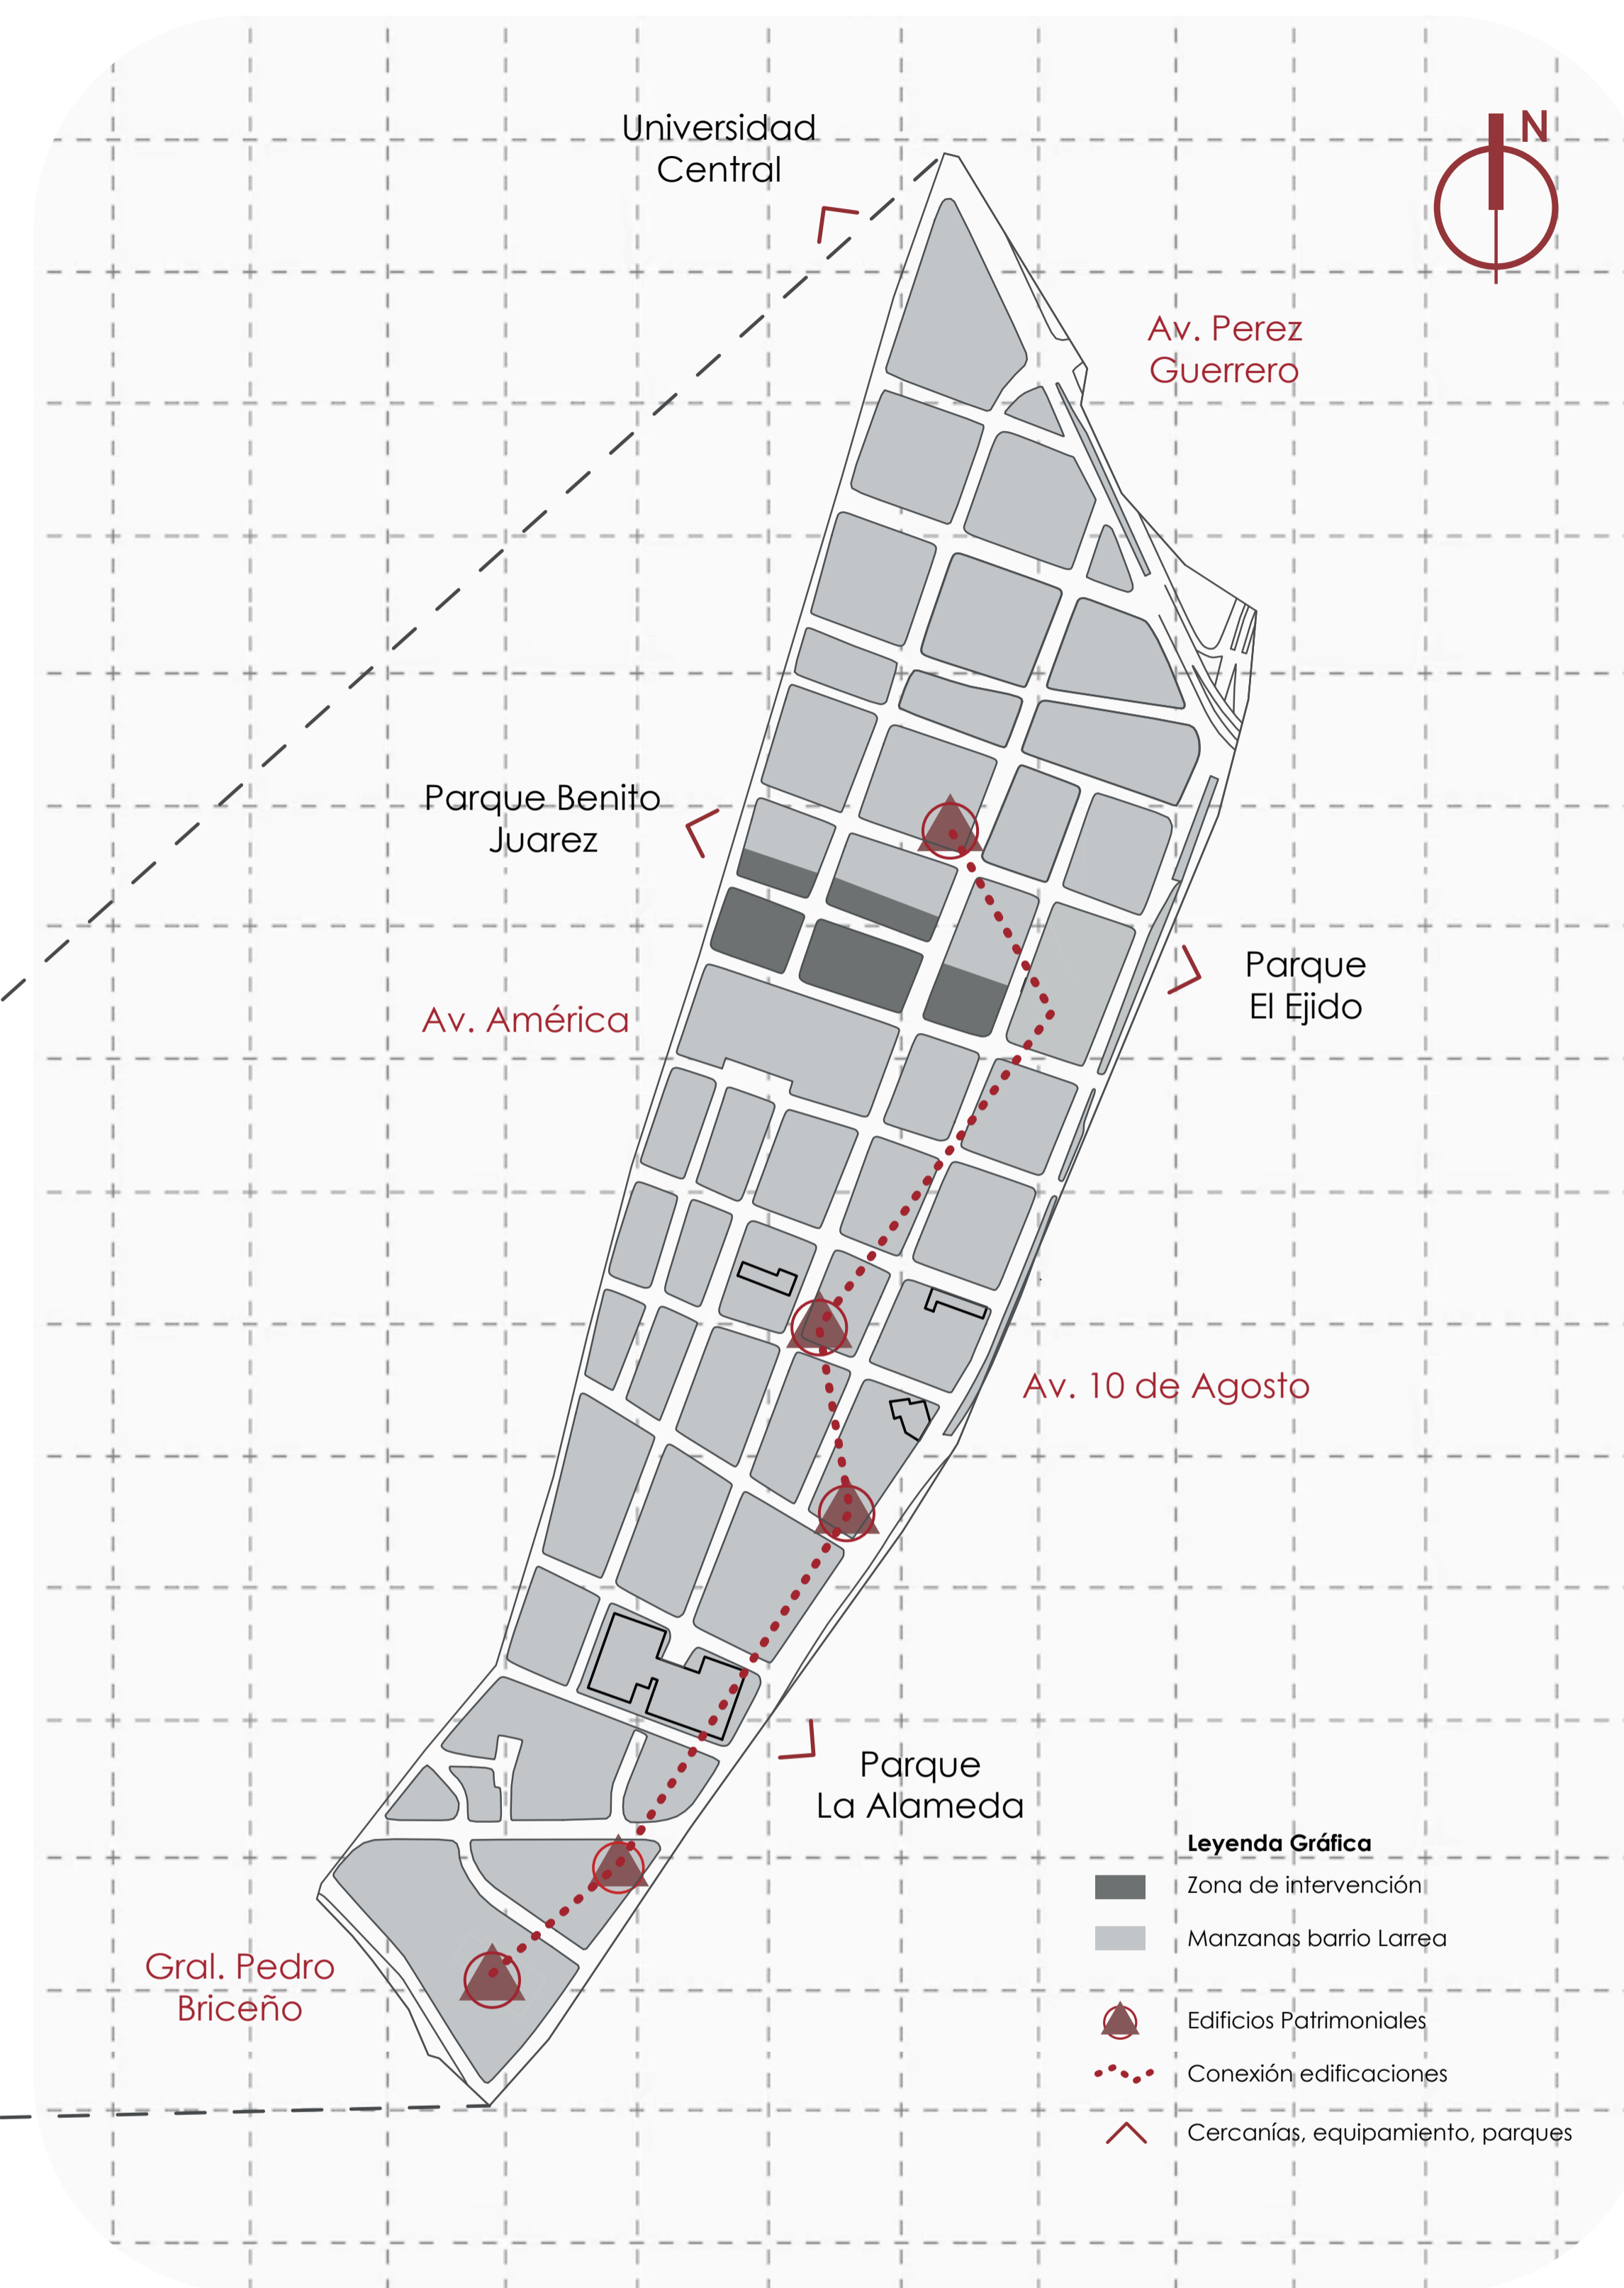 Universidad
Central
N
Av. Perez
Guerrero
Parque Benito
Juarez
Parque
El Ejido
Av. América
Av. 10 de Agosto
Parque
La Alameda
Gral. Pedro
Briceño
Leyenda Gráfica
Zona de intervención
Manzanas barrio Larrea
Edificios Patrimoniales
Conexión edificaciones
Cercanías, equipamiento, parques